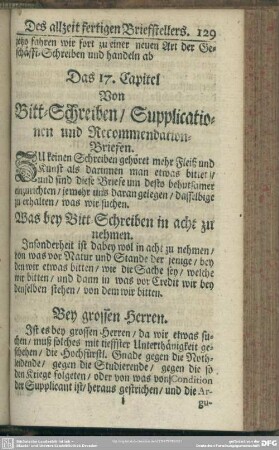 Des allzeit fertigen Briefstellers. 129
jetzo fahren wir fort zu einer neuen Art der Ge-
schäfft-Schreiben und handeln ab
Das 17. Capitel
Von
Bitt-Schreiben / Supplicatio-
nen und Recommendation-
Briefen.
ZU keinen Schreiben gehöret mehr Fleiß und
Kunst als darinnen man etwas bittet /
und sind diese Briefe um desto behutsamer
einzurichten / jemehr uns daran gelegen / dasselbige
zu erhalten / was wir suchen.
Was bey Bitt Schreiben in acht zu
nehmen.
Insonderheit ist dabey wol in acht zu nehmen /
von was vor Natur und Stande der jenige / bey
den wir etwas bitten / wie die Sache sey / welche
wir bitten / und dann in was vor Credit wir bey
denselben stehen / von dem wir bitten.
Bey grossen Herren.
Ist es bey grossen Herren / da wir etwas su-
chen / muß solches mit tieffster Unterthänigkeit ge-
schehen / die Hochfürstl. Gnade gegen die Noth-
leidende / gegen die Studierende / gegen die so
den Kriege folgeten / oder von was vor Condition
der Supplicant ist / heraus gestrichen / und die Ar-
i
gu-